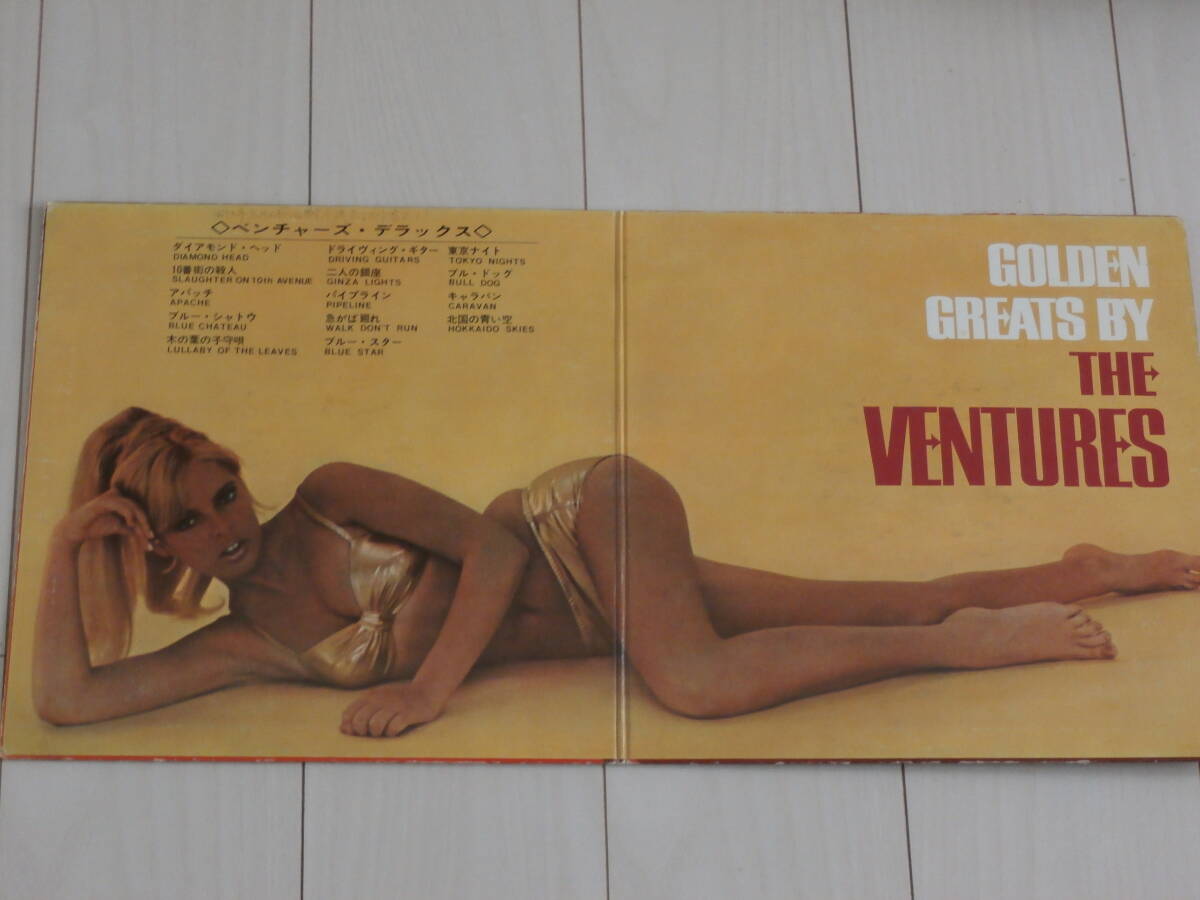 ◇ベンチャーズ・デラックス◇
ダイアモンド・ヘッド
DIAMOND HEAD
10番街の殺人
SLAUGHTER ON 10th AVENUE
アパッチ
APACHE
ブルー・シャトウ
BLUE CHATEAU
木の葉の子守唄
LULLABY OF THE LEAVES
ドライヴィング・ギター
DRIVING GUITARS
二人の銀座
GINZA LIGHTS
パイプライン
PIPELINE
急がば廻れ
WALK DON'T RUN
ブルー・スター
BLUE STAR
東京ナイト
TOKYO NIGHTS
ブル・ドッグ
BULL DOG
キャラバン
CARAVAN
北国の青い空
HOKKAIDO SKIES
GOLDEN
GREATS BY
THE
VENTURES